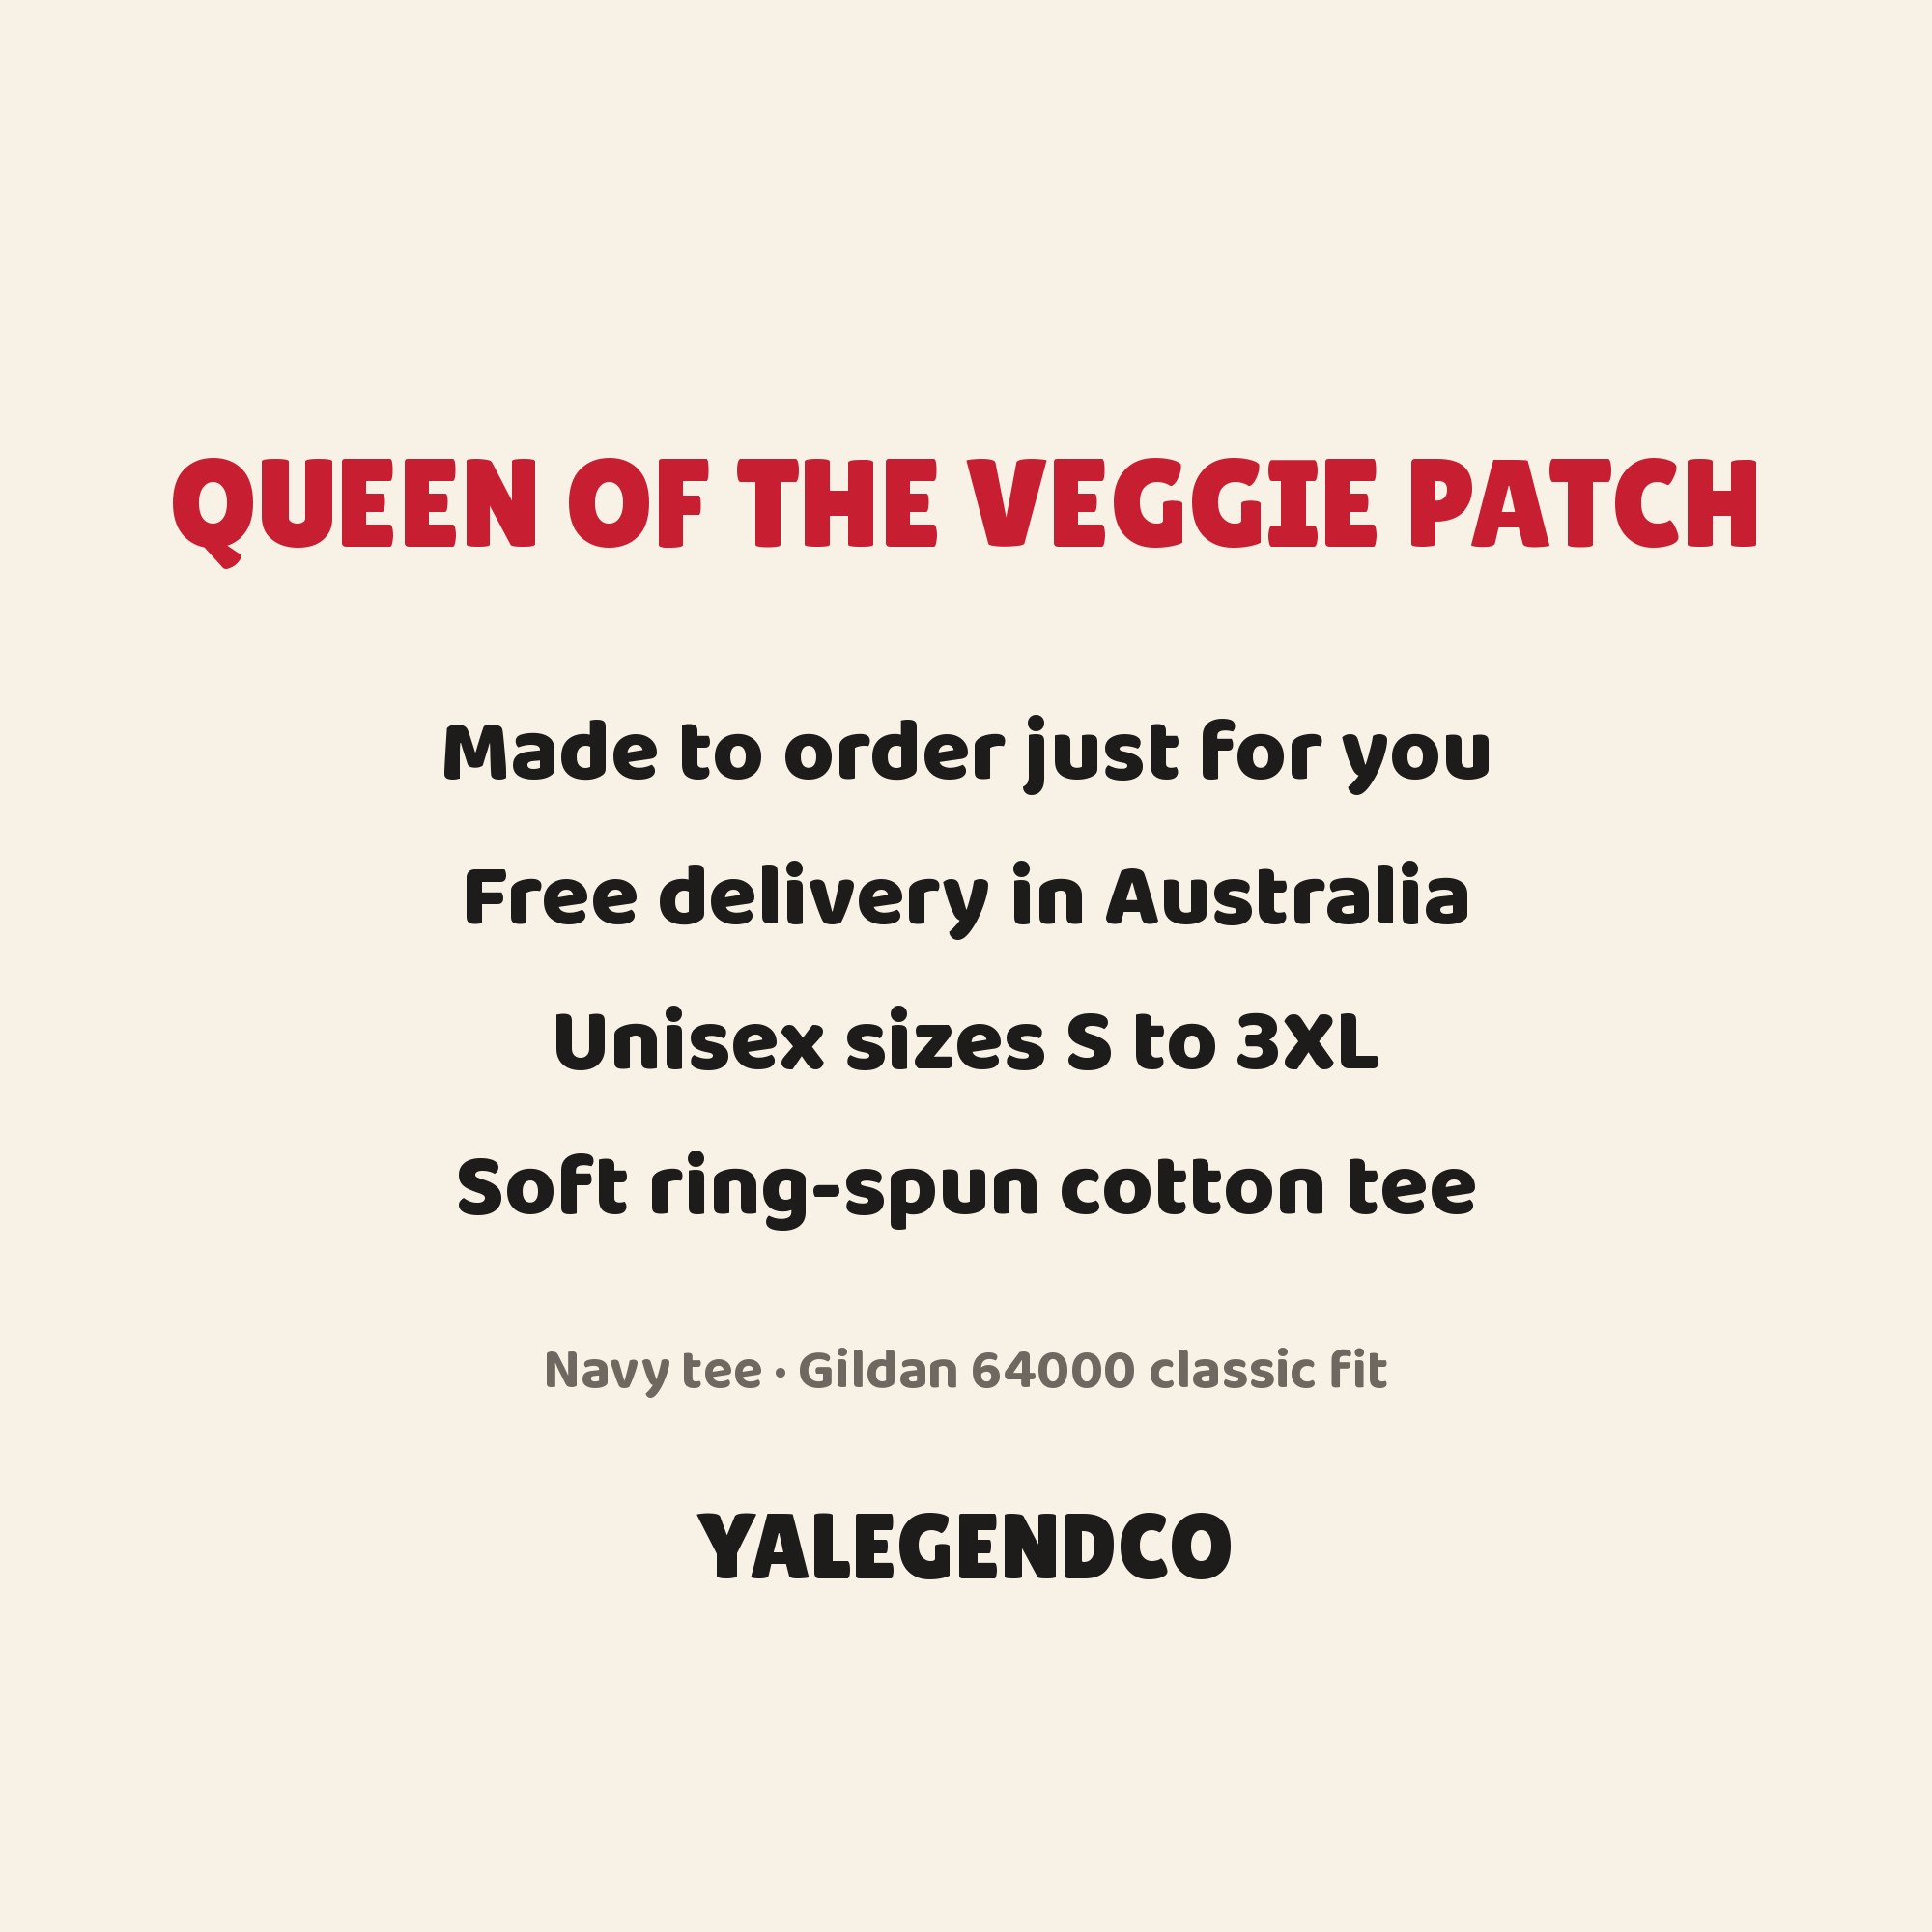 QUEEN OF THE VEGGIE PATCH
Made to order just for you
Free delivery in Australia
Unisex sizes S to 3XL
Soft ring-spun cotton tee
Navy tee · Gildan 64000 classic fit
YALEGENDCO